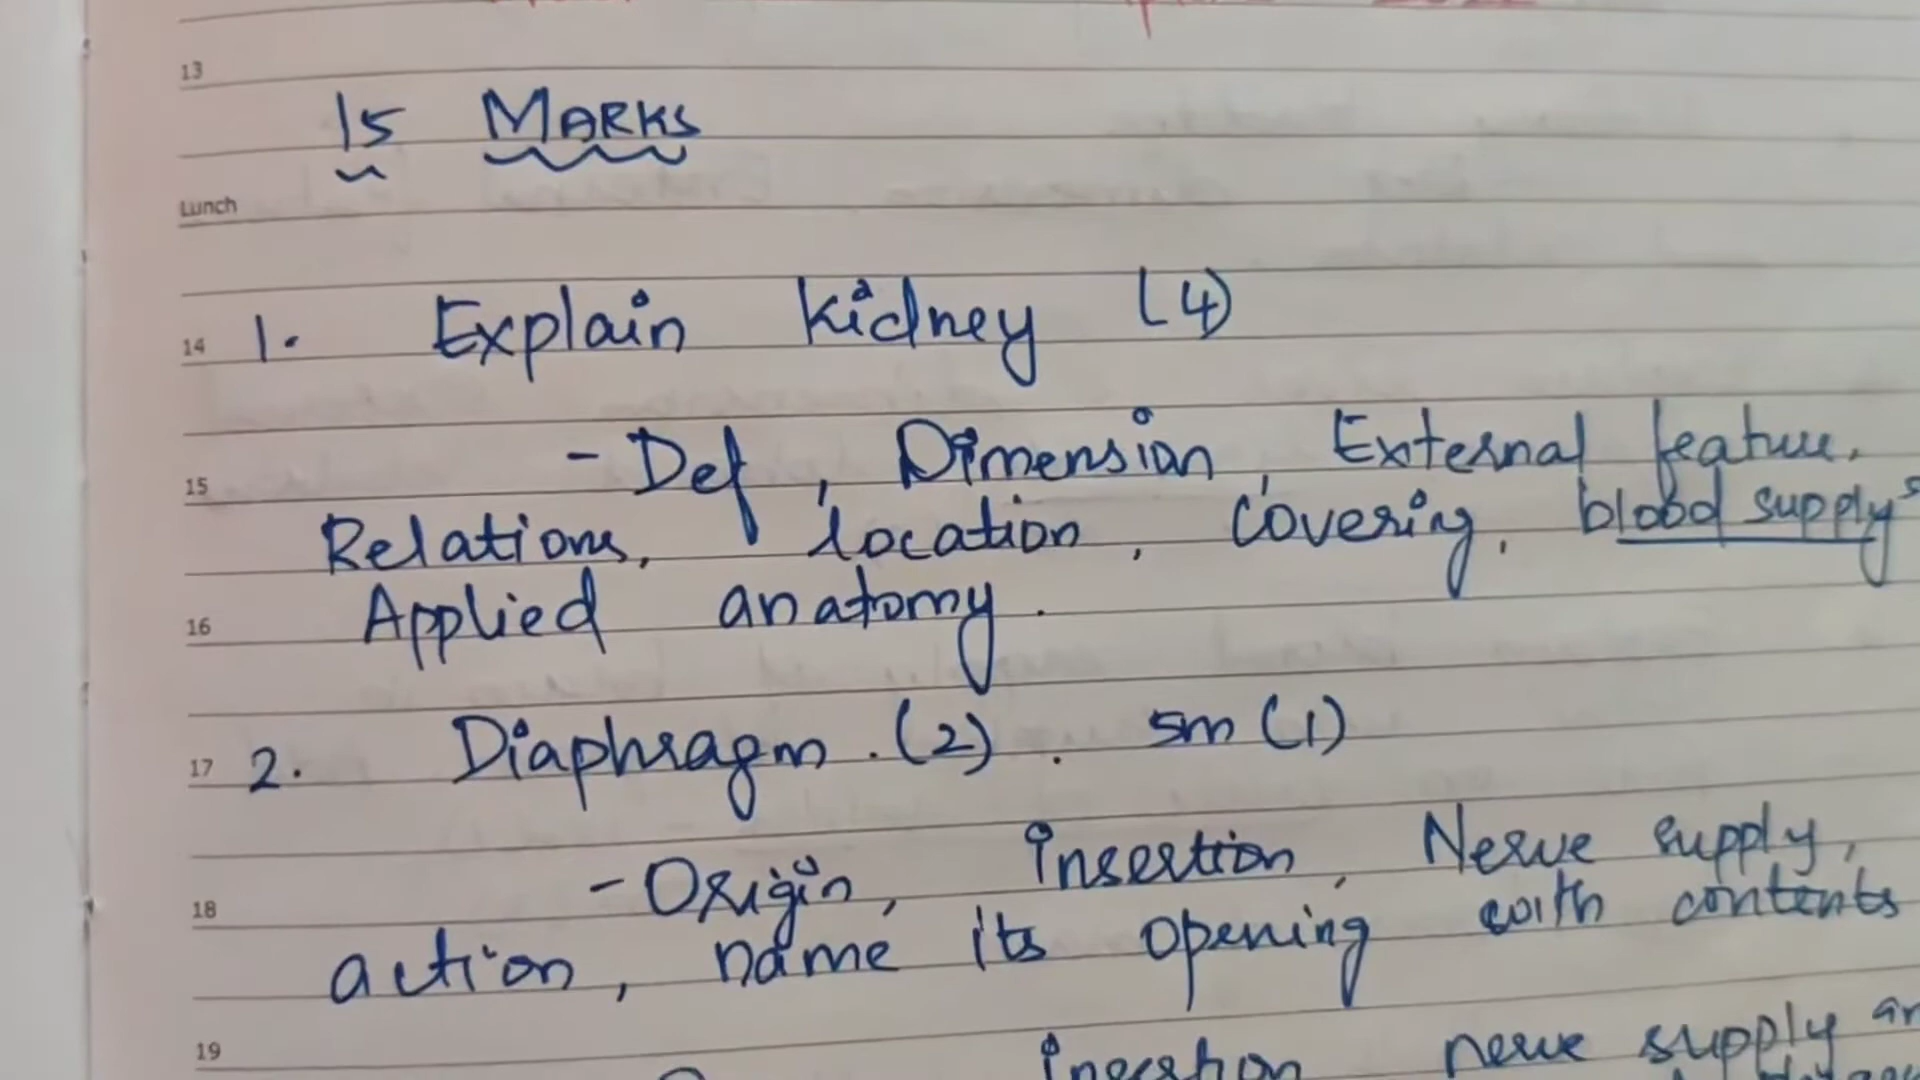 2022
13
15 MARKS
Lunch
14 1. Explain kidney (4)
15 - Def, Dimension, External feature,
Relations, location, covering, blood supply
16 Applied anatomy.
17 2. Diaphragm. (2). 5m (1)
18 - Origin, insertion, Nerve supply,
action, name its opening with contents
19 insertion nerve supply